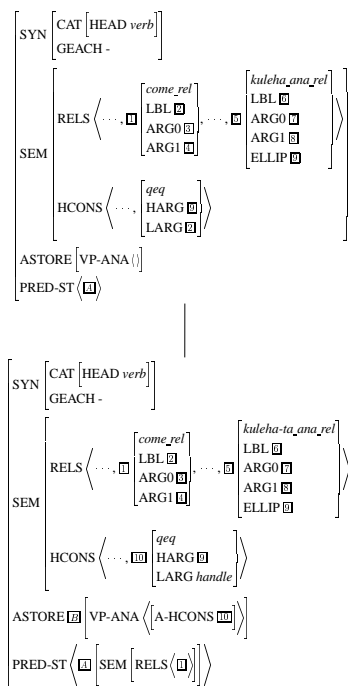 SYN [CAT [HEAD verb]
GEACH -]
SEM [RELS ⟨ ···, [1] [come_rel
LBL [2]
ARG0 [3]
ARG1 [4]], ···, [5] [kuleha_ana_rel
LBL [6]
ARG0 [7]
ARG1 [8]
ELLIP [9]] ⟩
HCONS ⟨ ···, [qeq
HARG [9]
LARG [2]] ⟩]
ASTORE [VP-ANA ⟨⟩]
PRED-ST ⟨ [A] ⟩
SYN [CAT [HEAD verb]
GEACH -]
SEM [RELS ⟨ ···, [1] [come_rel
LBL [2]
ARG0 [3]
ARG1 [4]], ···, [5] [kuleha-ta_ana_rel
LBL [6]
ARG0 [7]
ARG1 [8]
ELLIP [9]] ⟩
HCONS ⟨ ···, [10] [qeq
HARG [9]
LARG handle] ⟩]
ASTORE [B] [VP-ANA ⟨ [A-HCONS [10]] ⟩]
PRED-ST ⟨ [A] [SEM [RELS ⟨ [1] ⟩]] ⟩